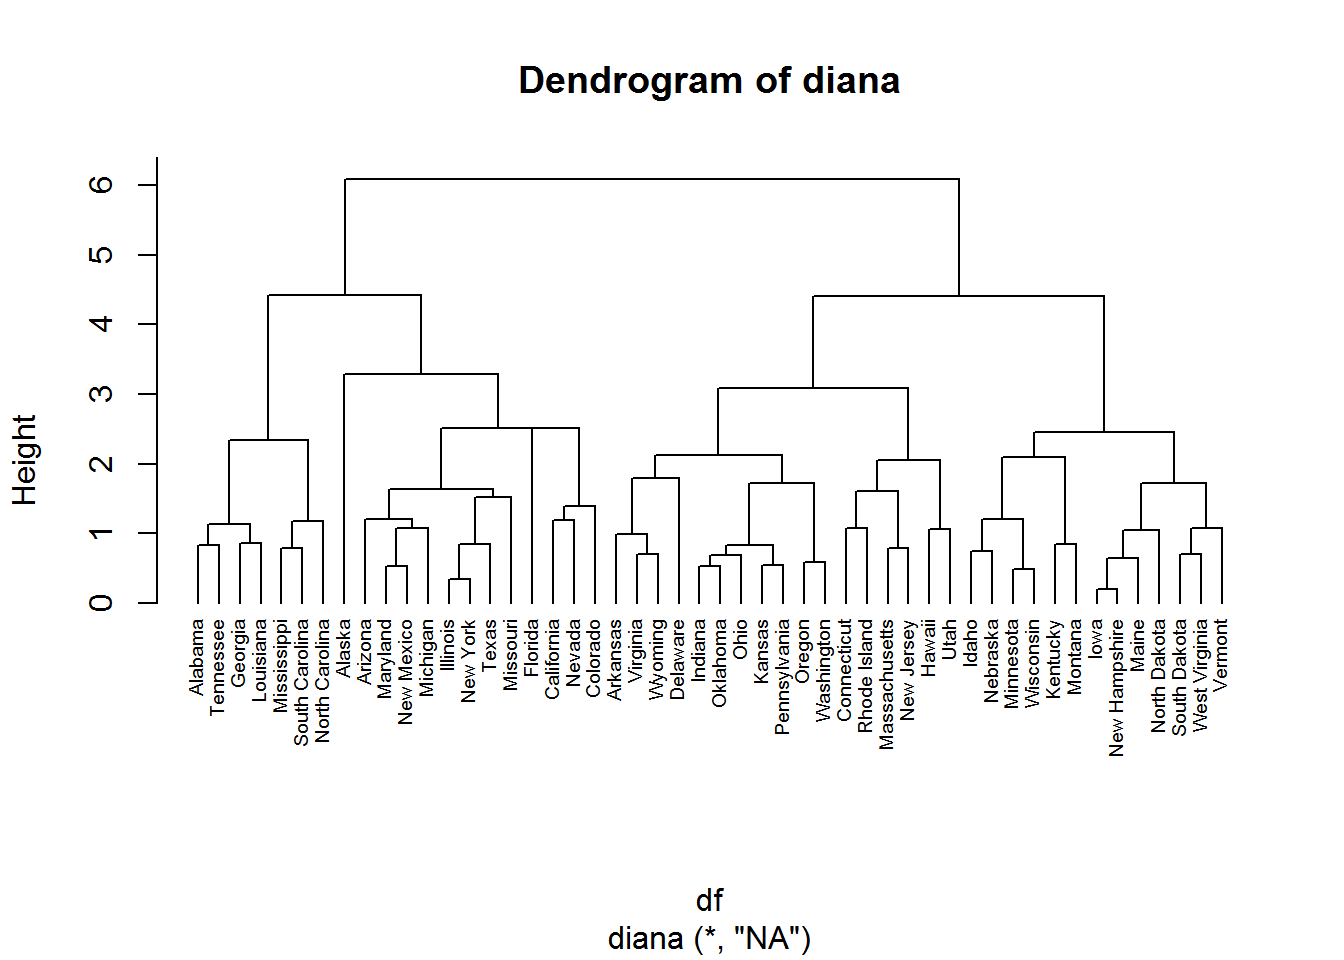 Dendrogram of diana
Height
6
5
4
3
2
1
0
Alabama
Tennessee
Georgia
Louisiana
Mississippi
South Carolina
North Carolina
Alaska
Arizona
Maryland
New Mexico
Michigan
Illinois
New York
Texas
Missouri
Florida
California
Nevada
Colorado
Arkansas
Virginia
Wyoming
Delaware
Indiana
Oklahoma
Ohio
Kansas
Pennsylvania
Oregon
Washington
Connecticut
Rhode Island
Massachusetts
New Jersey
Hawaii
Utah
Idaho
Nebraska
Minnesota
Wisconsin
Kentucky
Montana
Iowa
New Hampshire
Maine
North Dakota
South Dakota
West Virginia
Vermont
df
diana (*, "NA")